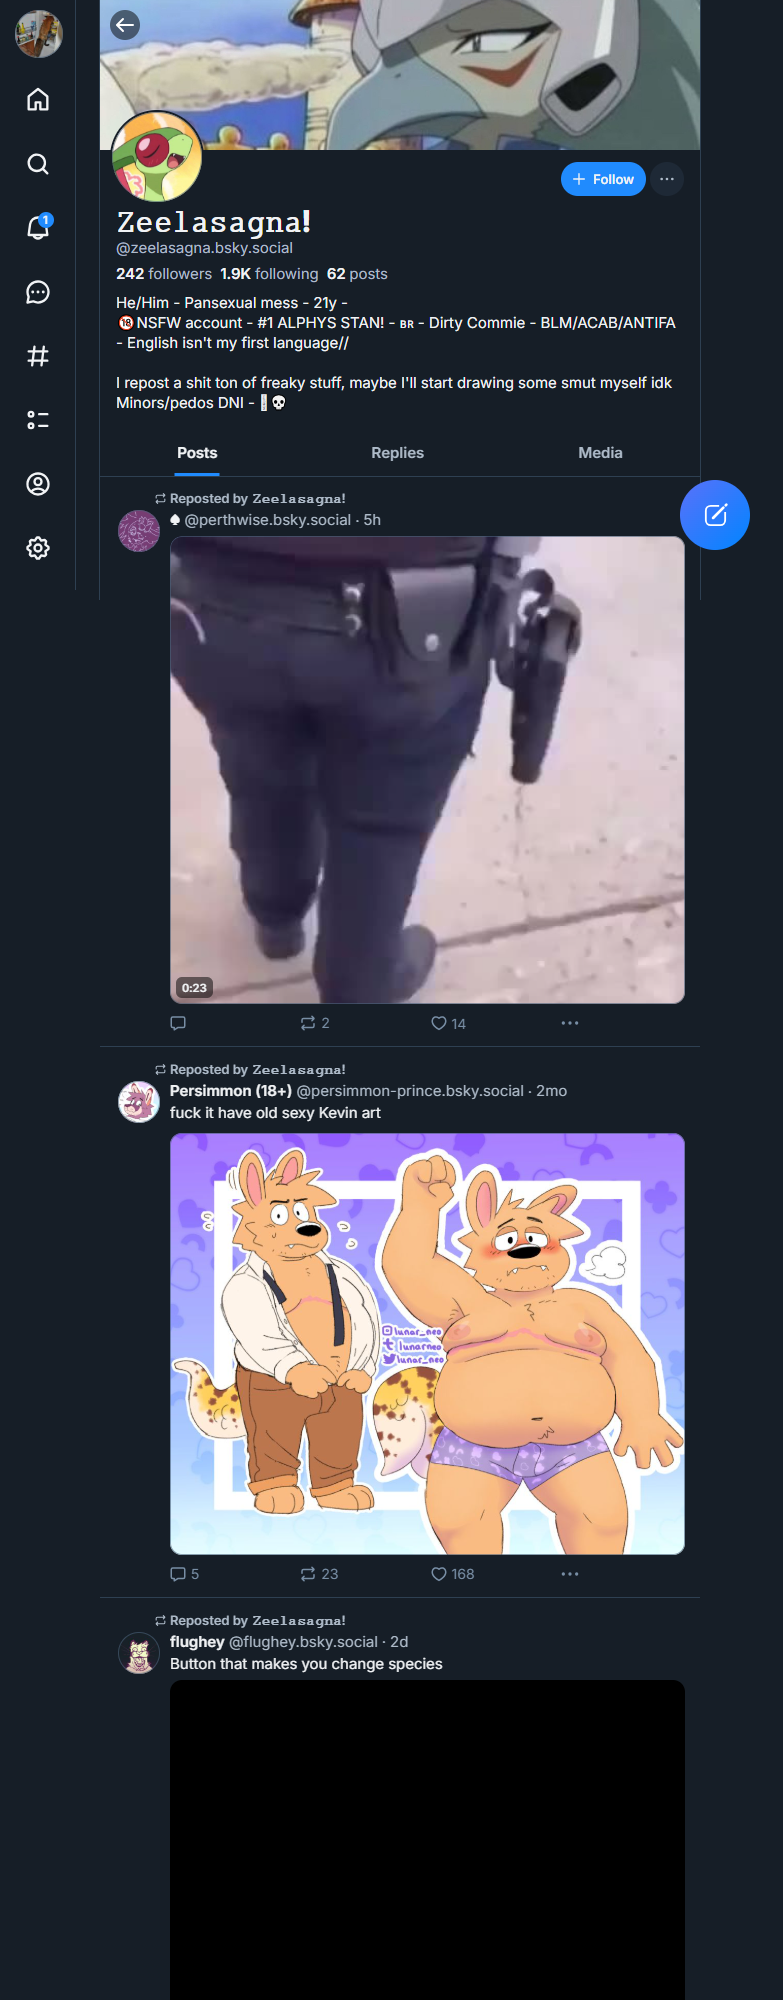 + Follow
Zeelasagna!
@zeelasagna.bsky.social
242 followers 1.9K following 62 posts
He/Him - Pansexual mess - 21y -
🔞NSFW account - #1 ALPHYS STAN! - 🇧🇷 - Dirty Commie - BLM/ACAB/ANTIFA
- English isn't my first language//
I repost a shit ton of freaky stuff, maybe I'll start drawing some smut myself idk
Minors/pedos DNI - 🚪💀
1
Posts Replies Media
Reposted by Zeelasagna!
♠ @perthwise.bsky.social · 5h
0:23
2 14
Reposted by Zeelasagna!
Persimmon (18+) @persimmon-prince.bsky.social · 2mo
fuck it have old sexy Kevin art
lunar_neo
lunarneo
lunar_neo
5 23 168
Reposted by Zeelasagna!
flughey @flughey.bsky.social · 2d
Button that makes you change species